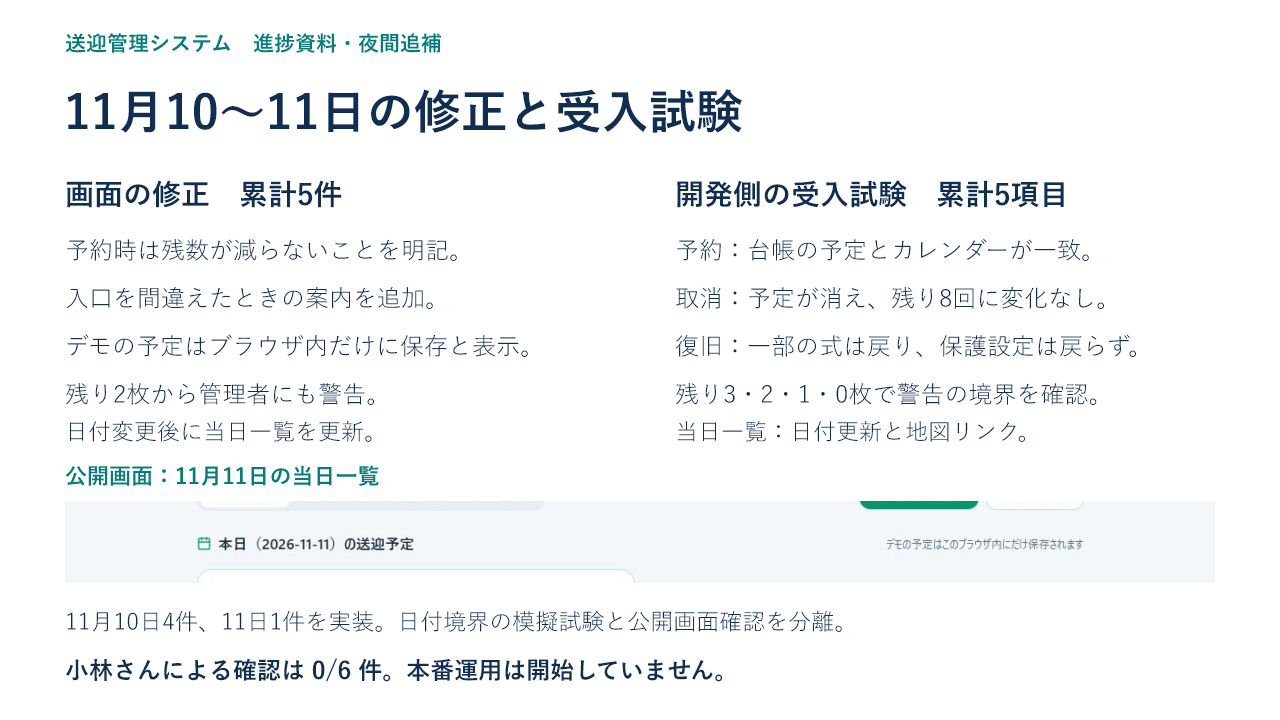 送迎管理システム　進捗資料・夜間追補
11月10〜11日の修正と受入試験
画面の修正　累計5件
予約時は残数が減らないことを明記。
入口を間違えたときの案内を追加。
デモの予定はブラウザ内だけに保存と表示。
残り2枚から管理者にも警告。
日付変更後に当日一覧を更新。
開発側の受入試験　累計5項目
予約：台帳の予定とカレンダーが一致。
取消：予定が消え、残り8回に変化なし。
復旧：一部の式は戻り、保護設定は戻らず。
残り3・2・1・0枚で警告の境界を確認。
当日一覧：日付更新と地図リンク。
公開画面：11月11日の当日一覧
本日（2026-11-11）の送迎予定
デモの予定はこのブラウザ内にだけ保存されます
11月10日4件、11日1件を実装。日付境界の模擬試験と公開画面確認を分離。
小林さんによる確認は 0/6 件。本番運用は開始していません。